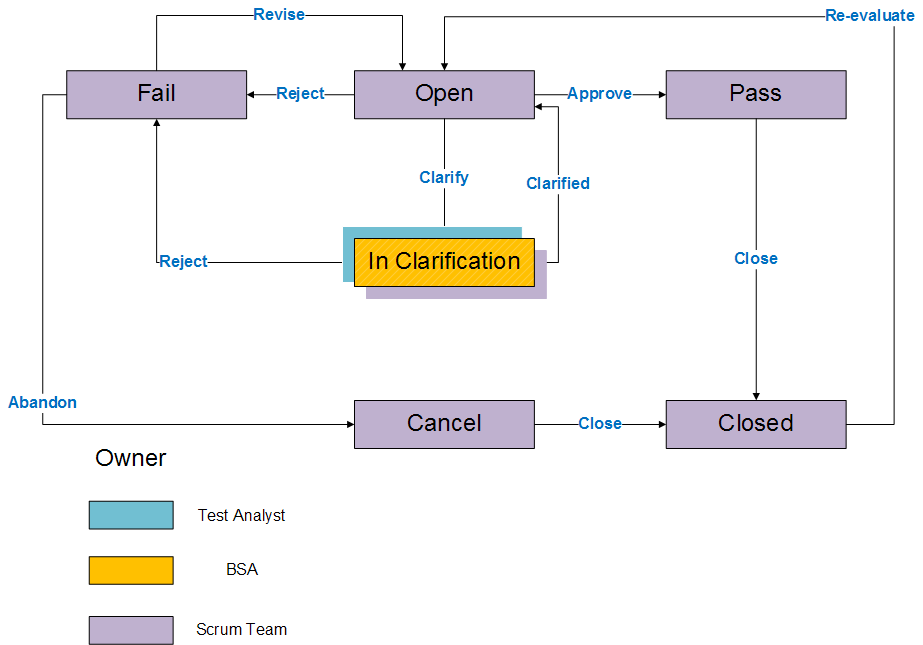 Revise
Re-evaluate
Fail
Reject
Open
Approve
Pass
Clarify
Clarified
Reject
In Clarification
Close
Abandon
Cancel
Close
Closed
Owner
Test Analyst
BSA
Scrum Team